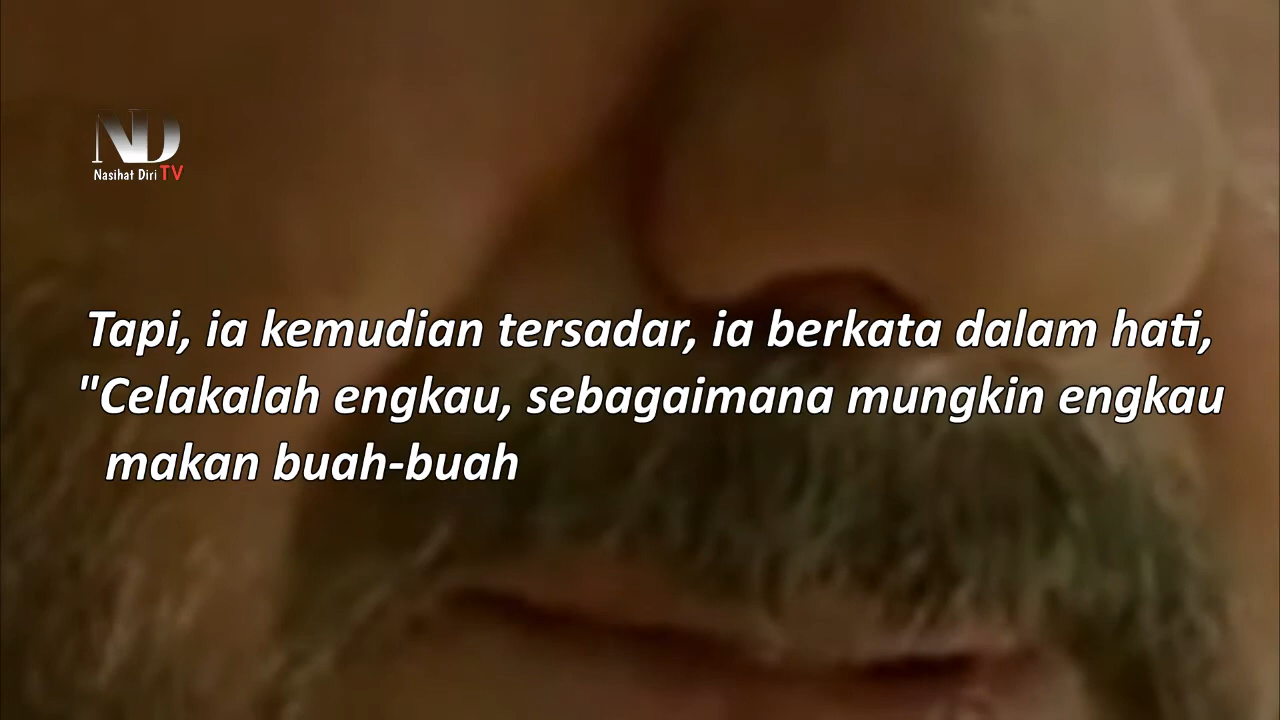 ND
Nasihat Diri TV
Tapi, ia kemudian tersadar, ia berkata dalam hati,
"Celakalah engkau, sebagaimana mungkin engkau
makan buah-buah